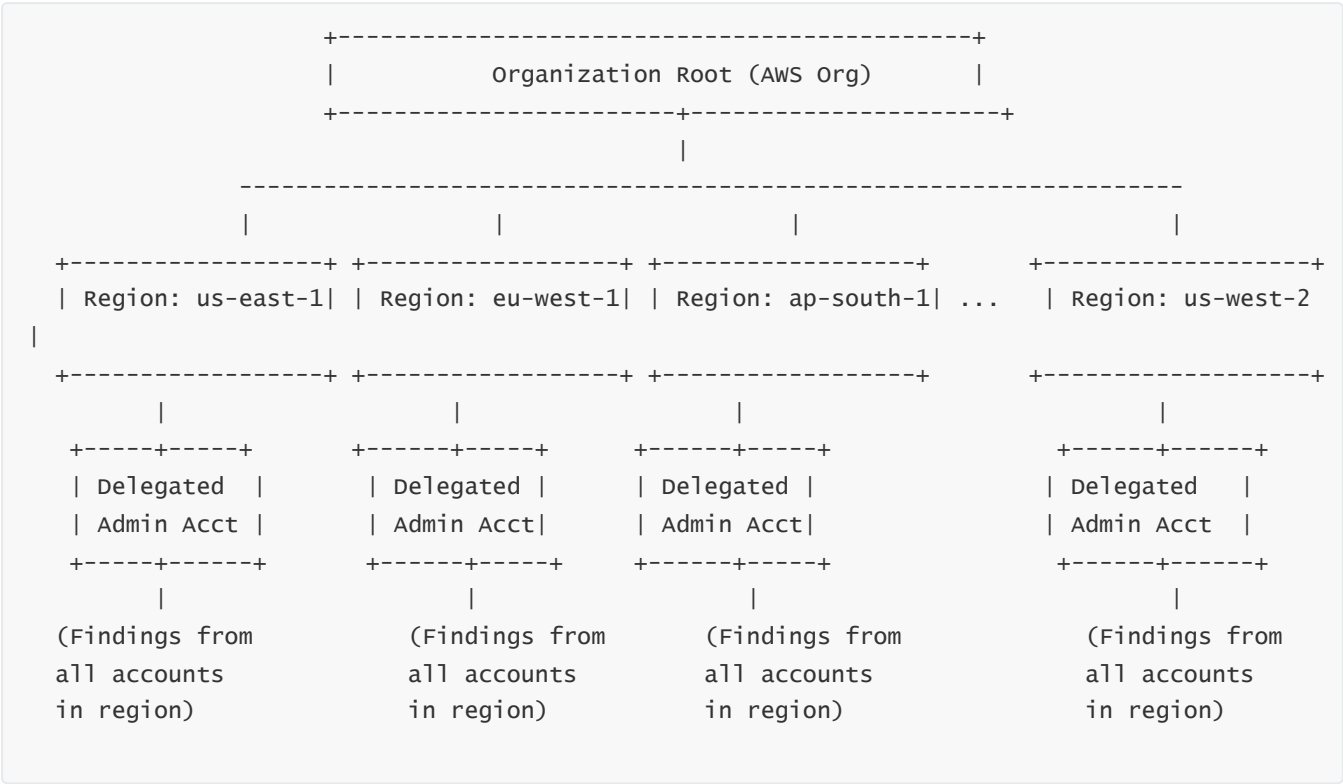 +---------------------------------------------+
|           Organization Root (AWS Org)       |
+------------------------+----------------------+
|
-------------------------------------------------------------------
|                 |                    |                          |
+------------------+ +------------------+ +------------------+       +-------------------+
| Region: us-east-1| | Region: eu-west-1| | Region: ap-south-1| ...   | Region: us-west-2
|
+------------------+ +------------------+ +------------------+       +-------------------+
|                    |                   |                             |
+-----+-----+       +------+-----+      +------+-----+                +------+------+
| Delegated  |       | Delegated |      | Delegated |                | Delegated   |
| Admin Acct |       | Admin Acct|      | Admin Acct|                | Admin Acct  |
+-----+------+       +------+-----+     +------+-----+                +------+------+
|                     |                   |                             |
(Findings from           (Findings from       (Findings from             (Findings from
all accounts             all accounts         all accounts               all accounts
in region)               in region)           in region)                 in region)